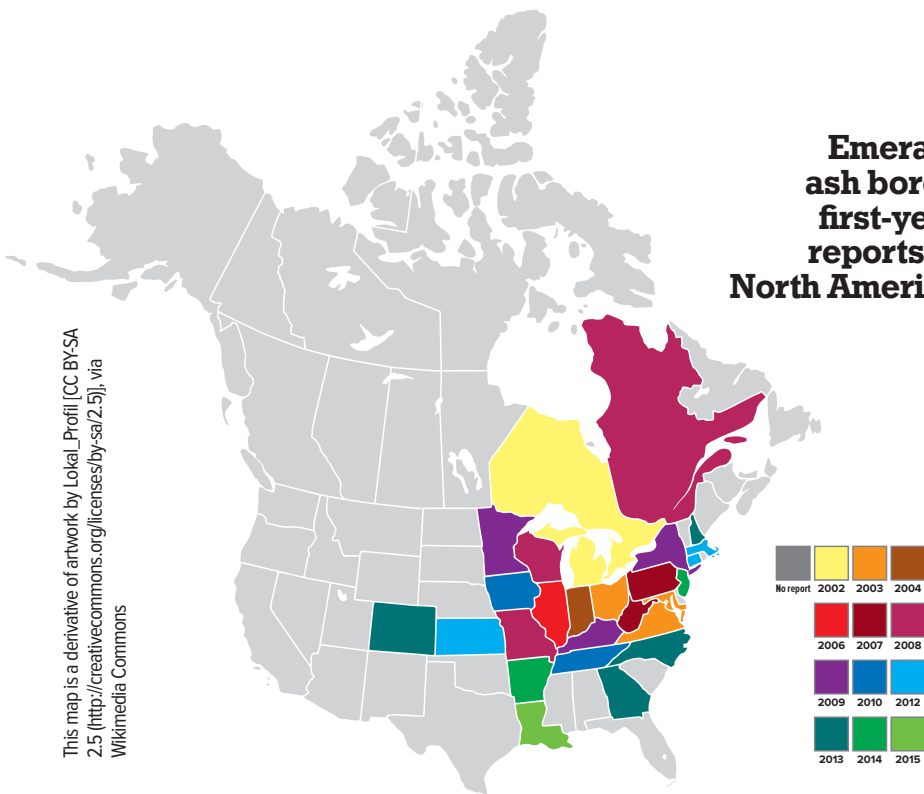 Emera
ash bor
first-ye
reports
North Ameri
This map is a derivative of artwork by Lokal_Profil [CC BY-SA
2.5 (http://creativecommons.org/licenses/by-sa/2.5)], via
Wikimedia Commons
No report 2002 2003 2004
2006 2007 2008
2009 2010 2012
2013 2014 2015